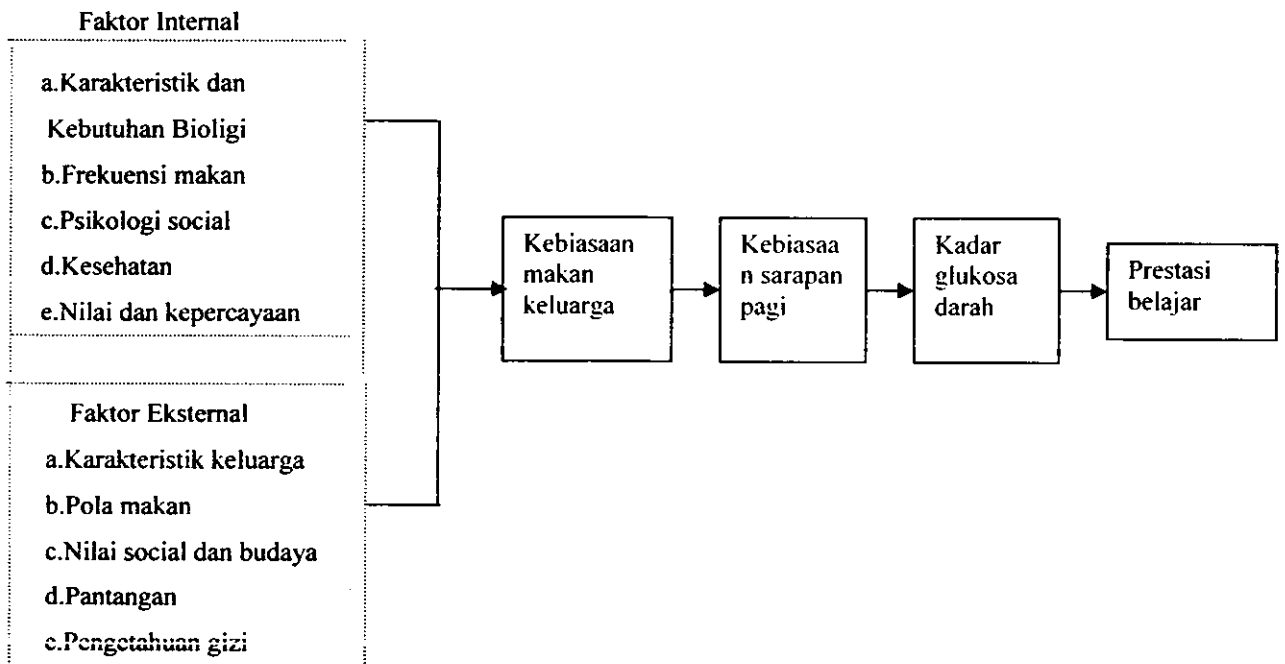 Faktor Internal
a.Karakteristik dan
Kebutuhan Bioligi
b.Frekuensi makan
c.Psikologi social
d.Kesehatan
e.Nilai dan kepercayaan
Faktor Eksternal
a.Karakteristik keluarga
b.Pola makan
c.Nilai social dan budaya
d.Pantangan
e.Pengetahuan gizi
Kebiasaan
makan
keluarga
Kebiasaa
n sarapan
pagi
Kadar
glukosa
darah
Prestasi
belajar